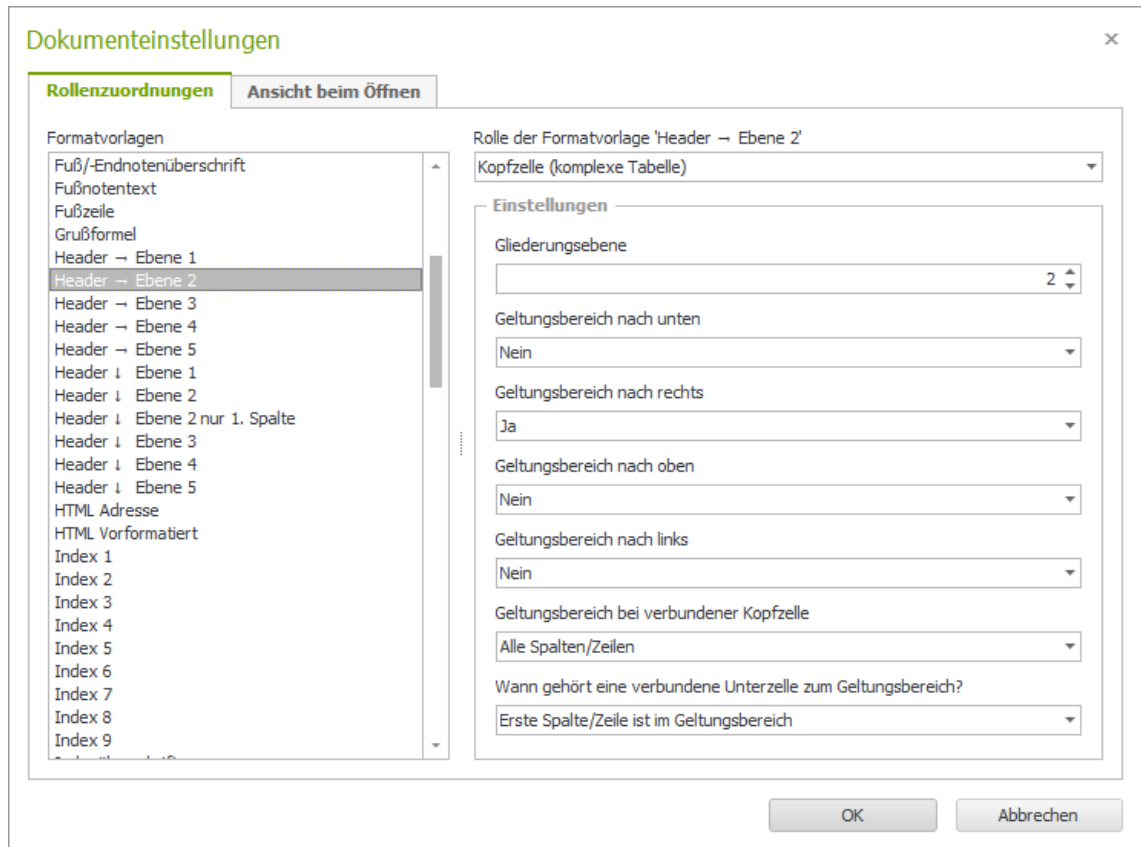 Dokumenteinstellungen
Rollenzuordnungen
Ansicht beim Öffnen
Formatvorlagen
Fuß/-Endnotenüberschrift
Fußnotentext
Fußzeile
Grußformel
Header → Ebene 1
Header → Ebene 2
Header → Ebene 3
Header → Ebene 4
Header → Ebene 5
Header ↓ Ebene 1
Header ↓ Ebene 2
Header ↓ Ebene 2 nur 1. Spalte
Header ↓ Ebene 3
Header ↓ Ebene 4
Header ↓ Ebene 5
HTML Adresse
HTML Vorformatiert
Index 1
Index 2
Index 3
Index 4
Index 5
Index 6
Index 7
Index 8
Index 9
Rolle der Formatvorlage 'Header → Ebene 2'
Kopfzelle (komplexe Tabelle)
Einstellungen
Gliederungsebene
2
Geltungsbereich nach unten
Nein
Geltungsbereich nach rechts
Ja
Geltungsbereich nach oben
Nein
Geltungsbereich nach links
Nein
Geltungsbereich bei verbundener Kopfzelle
Alle Spalten/Zeilen
Wann gehört eine verbundene Unterzelle zum Geltungsbereich?
Erste Spalte/Zeile ist im Geltungsbereich
OK
Abbrechen